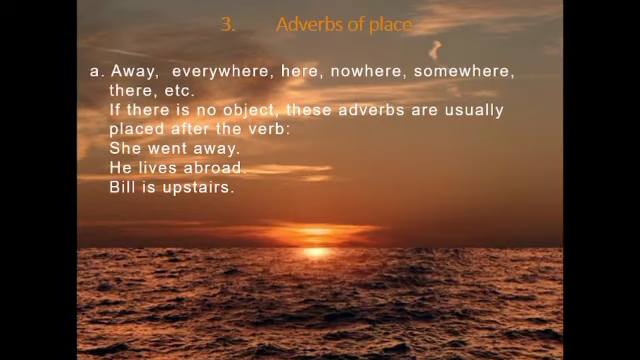 3. Adverbs of place
a. Away, everywhere, here, nowhere, somewhere,
there, etc.
If there is no object, these adverbs are usually
placed after the verb:
She went away.
He lives abroad.
Bill is upstairs.